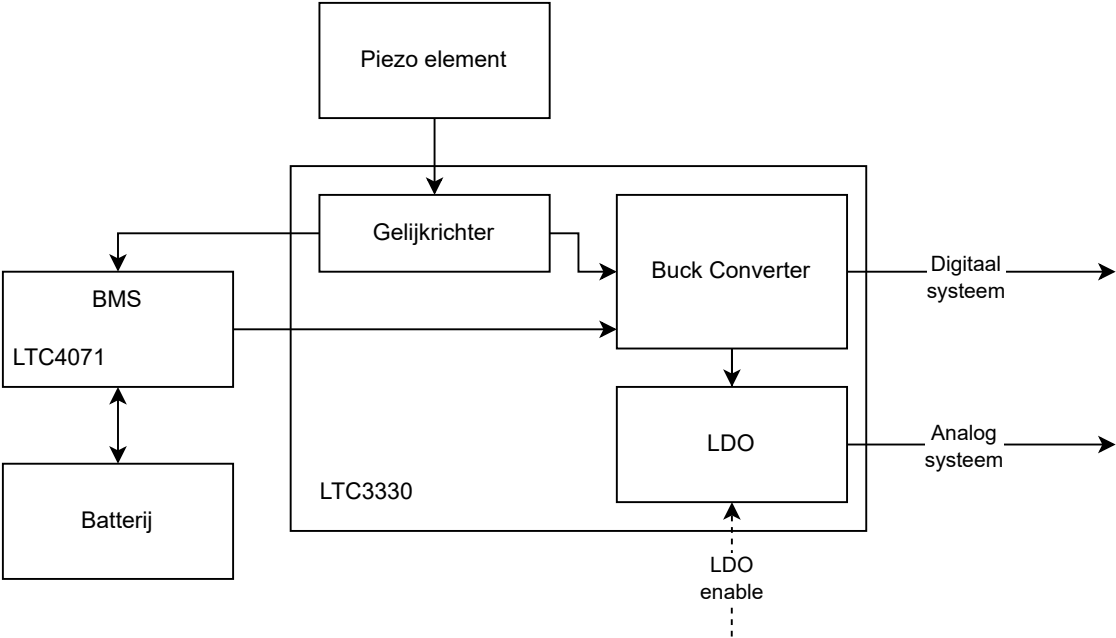 Piezo element
Gelijkrichter
Buck Converter
Digitaal
systeem
BMS
LTC4071
LDO
Analog
systeem
LTC3330
Batterij
LDO
enable